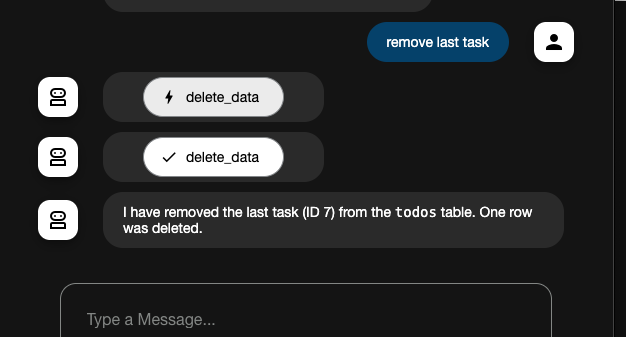 remove last task
delete_data
delete_data
I have removed the last task (ID 7) from the todos table. One row
was deleted.
Type a Message...